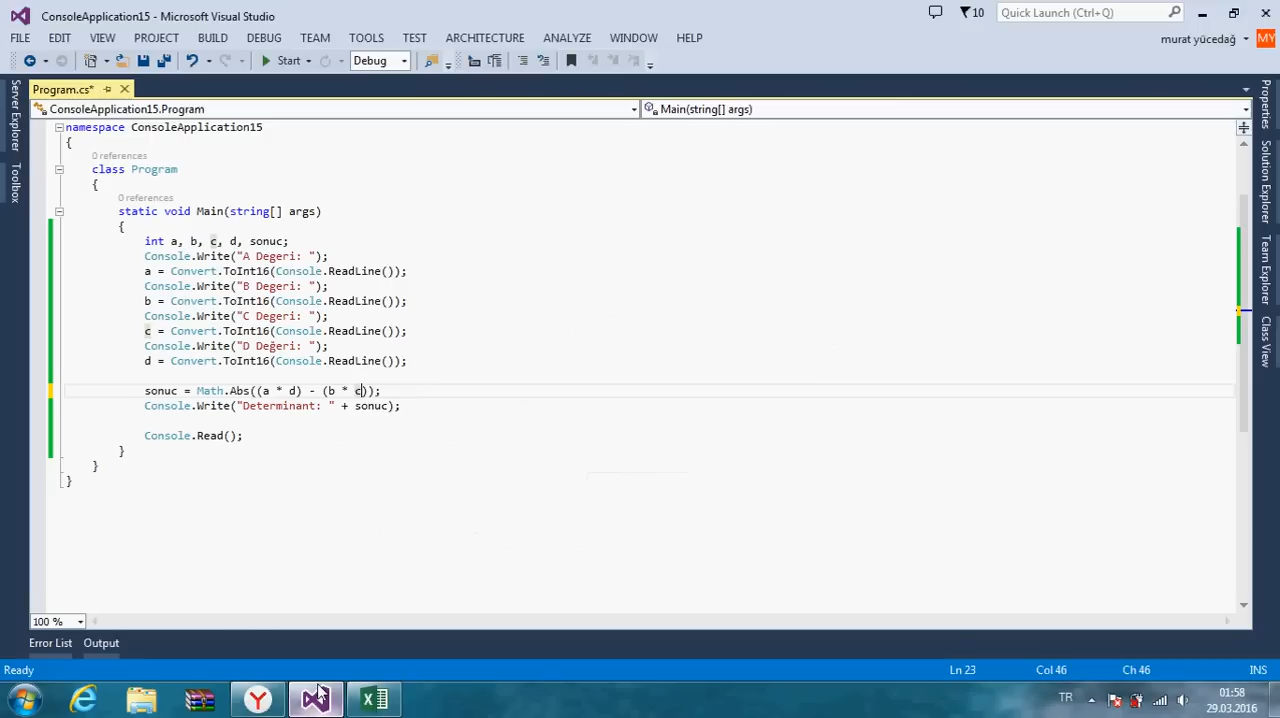 ConsoleApplication15 - Microsoft Visual Studio
10
Quick Launch (Ctrl+Q)
FILE EDIT VIEW PROJECT BUILD DEBUG TEAM TOOLS TEST ARCHITECTURE ANALYZE WINDOW HELP
murat yücedağ MY
Start Debug
Program.cs*
ConsoleApplication15.Program
Main(string[] args)
Server Explorer
Toolbox
Properties
Solution Explorer
Team Explorer
Class View
namespace ConsoleApplication15
{
0 references
class Program
{
0 references
static void Main(string[] args)
{
int a, b, c, d, sonuc;
Console.Write("A Degeri: ");
a = Convert.ToInt16(Console.ReadLine());
Console.Write("B Degeri: ");
b = Convert.ToInt16(Console.ReadLine());
Console.Write("C Degeri: ");
c = Convert.ToInt16(Console.ReadLine());
Console.Write("D Değeri: ");
d = Convert.ToInt16(Console.ReadLine());
sonuc = Math.Abs((a * d) - (b * c));
Console.Write("Determinant: " + sonuc);
Console.Read();
}
}
}
100 %
Error List Output
Ready
Ln 23 Col 46 Ch 46 INS
TR
01:58
29.03.2016